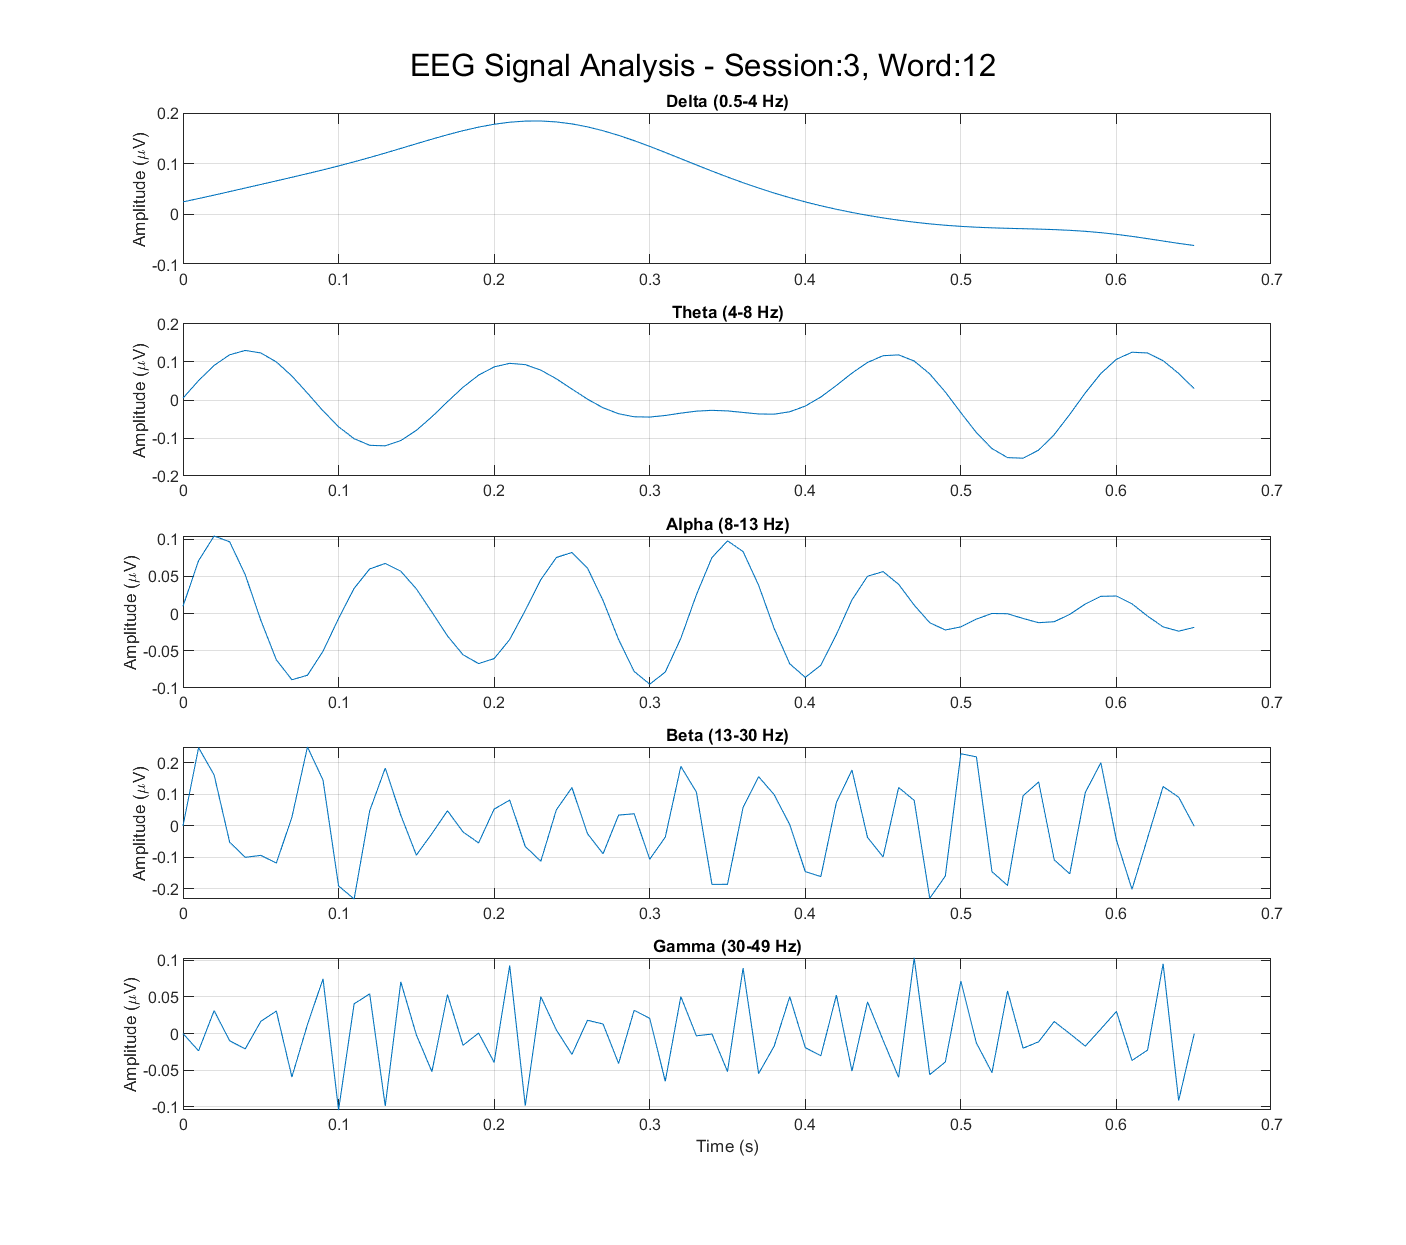 EEG Signal Analysis - Session:3, Word:12
Delta (0.5-4 Hz)
Amplitude (μV)
0.2
0.1
0
-0.1
0 0.1 0.2 0.3 0.4 0.5 0.6 0.7
Theta (4-8 Hz)
Amplitude (μV)
0.2
0.1
0
-0.1
-0.2
0 0.1 0.2 0.3 0.4 0.5 0.6 0.7
Alpha (8-13 Hz)
Amplitude (μV)
0.1
0.05
0
-0.05
-0.1
0 0.1 0.2 0.3 0.4 0.5 0.6 0.7
Beta (13-30 Hz)
Amplitude (μV)
0.2
0.1
0
-0.1
-0.2
0 0.1 0.2 0.3 0.4 0.5 0.6 0.7
Gamma (30-49 Hz)
Amplitude (μV)
0.1
0.05
0
-0.05
-0.1
0 0.1 0.2 0.3 0.4 0.5 0.6 0.7
Time (s)